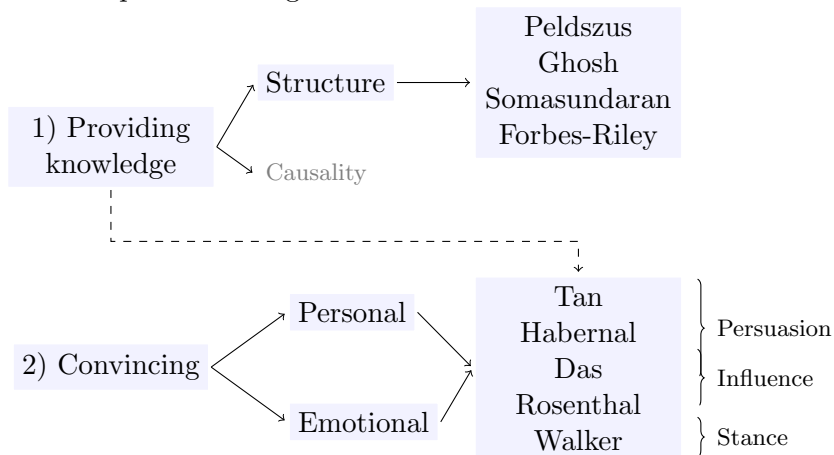 Peldszus
Ghosh
Structure
Somasundaran
Forbes-Riley
1) Providing
knowledge
Causality
Tan
Personal
Habernal
Persuasion
2) Convincing
Das
Influence
Rosenthal
Emotional
Walker
Stance